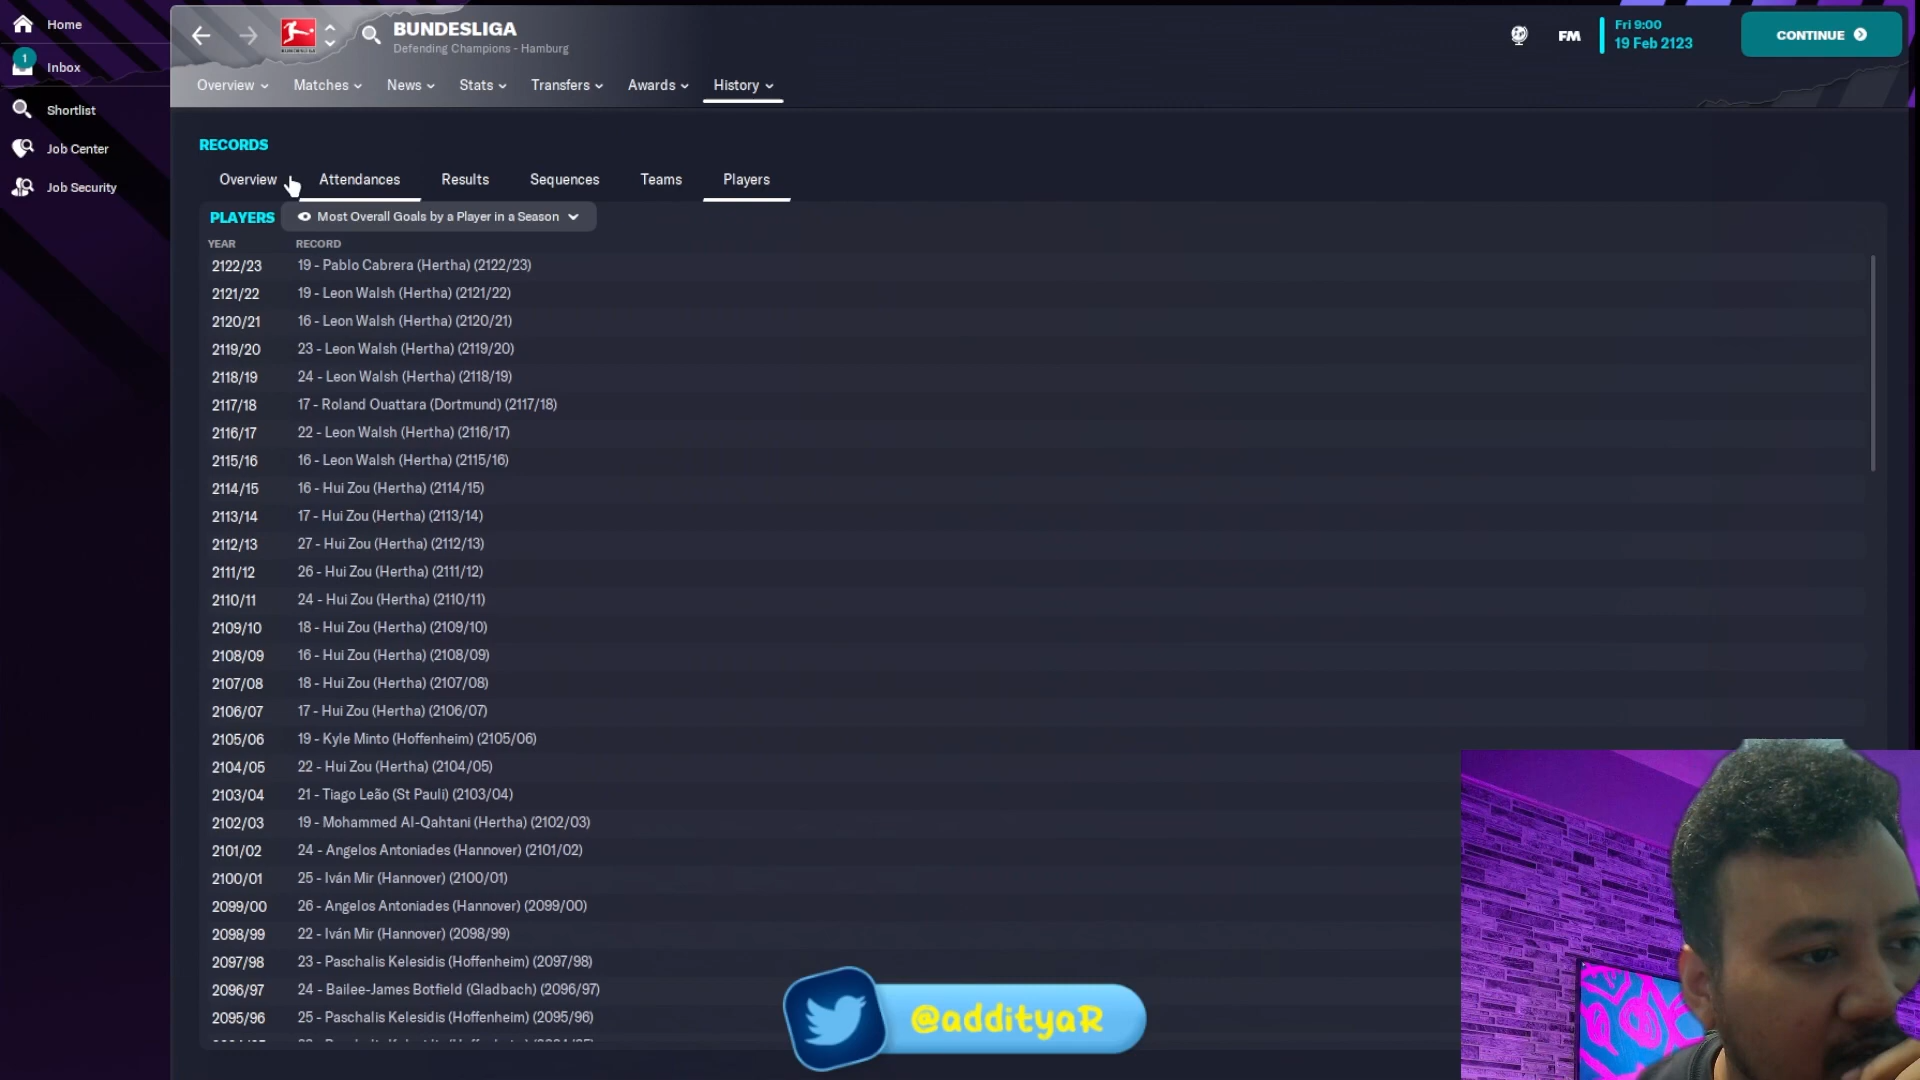 Home
1
Inbox
Shortlist
Job Center
Job Security
BUNDESLIGA
Defending Champions - Hamburg
FM
Fri 9:00
19 Feb 2123
CONTINUE
Overview
Matches
News
Stats
Transfers
Awards
History
RECORDS
Overview
Attendances
Results
Sequences
Teams
Players
PLAYERS
Most Overall Goals by a Player in a Season
YEAR RECORD
2122/23 19 - Pablo Cabrera (Hertha) (2122/23)
2121/22 19 - Leon Walsh (Hertha) (2121/22)
2120/21 16 - Leon Walsh (Hertha) (2120/21)
2119/20 23 - Leon Walsh (Hertha) (2119/20)
2118/19 24 - Leon Walsh (Hertha) (2118/19)
2117/18 17 - Roland Ouattara (Dortmund) (2117/18)
2116/17 22 - Leon Walsh (Hertha) (2116/17)
2115/16 16 - Leon Walsh (Hertha) (2115/16)
2114/15 16 - Hui Zou (Hertha) (2114/15)
2113/14 17 - Hui Zou (Hertha) (2113/14)
2112/13 27 - Hui Zou (Hertha) (2112/13)
2111/12 26 - Hui Zou (Hertha) (2111/12)
2110/11 24 - Hui Zou (Hertha) (2110/11)
2109/10 18 - Hui Zou (Hertha) (2109/10)
2108/09 16 - Hui Zou (Hertha) (2108/09)
2107/08 18 - Hui Zou (Hertha) (2107/08)
2106/07 17 - Hui Zou (Hertha) (2106/07)
2105/06 19 - Kyle Minto (Hoffenheim) (2105/06)
2104/05 22 - Hui Zou (Hertha) (2104/05)
2103/04 21 - Tiago Leão (St Pauli) (2103/04)
2102/03 19 - Mohammed Al-Qahtani (Hertha) (2102/03)
2101/02 24 - Angelos Antoniades (Hannover) (2101/02)
2100/01 25 - Iván Mir (Hannover) (2100/01)
2099/00 26 - Angelos Antoniades (Hannover) (2099/00)
2098/99 22 - Iván Mir (Hannover) (2098/99)
2097/98 23 - Paschalis Kelesidis (Hoffenheim) (2097/98)
2096/97 24 - Bailee-James Botfield (Gladbach) (2096/97)
2095/96 25 - Paschalis Kelesidis (Hoffenheim) (2095/96)
@addityaR